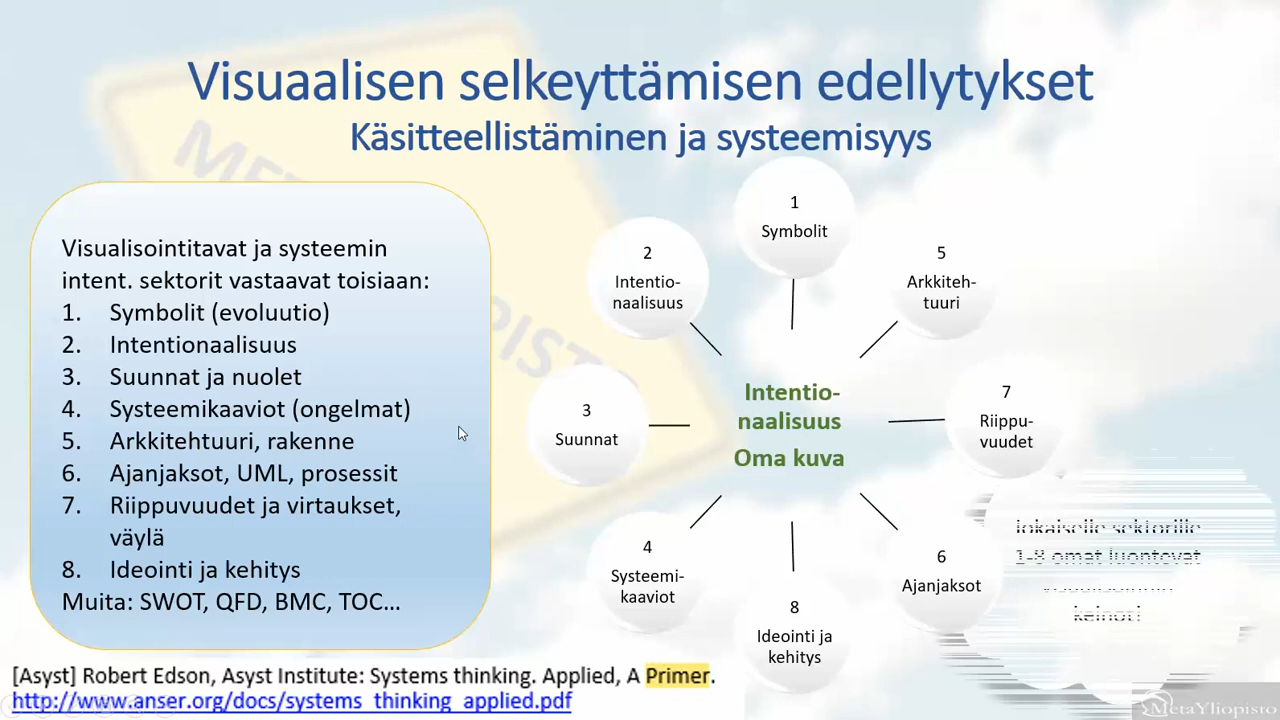 Visuaalisen selkeyttämisen edellytykset
Käsitteellistäminen ja systeemisyys
Visualisointitavat ja systeemin
intent. sektorit vastaavat toisiaan:
1. Symbolit (evoluutio)
2. Intentionaalisuus
3. Suunnat ja nuolet
4. Systeemikaaviot (ongelmat)
5. Arkkitehtuuri, rakenne
6. Ajanjaksot, UML, prosessit
7. Riippuvuudet ja virtaukset,
väylä
8. Ideointi ja kehitys
Muita: SWOT, QFD, BMC, TOC...
1
Symbolit
2
Intentio-
naalisuus
5
Arkkiteh-
tuuri
3
Suunnat
Intentio-
naalisuus
Oma kuva
7
Riippu-
vuudet
4
Systeemi-
kaaviot
6
Ajanjaksot
8
Ideointi ja
kehitys
Jokaiselle sektorille
1-8 omat luontevat
keinot!
[Asyst] Robert Edson, Asyst Institute: Systems thinking. Applied, A Primer.
http://www.anser.org/docs/systems_thinking_applied.pdf
MetaYliopisto